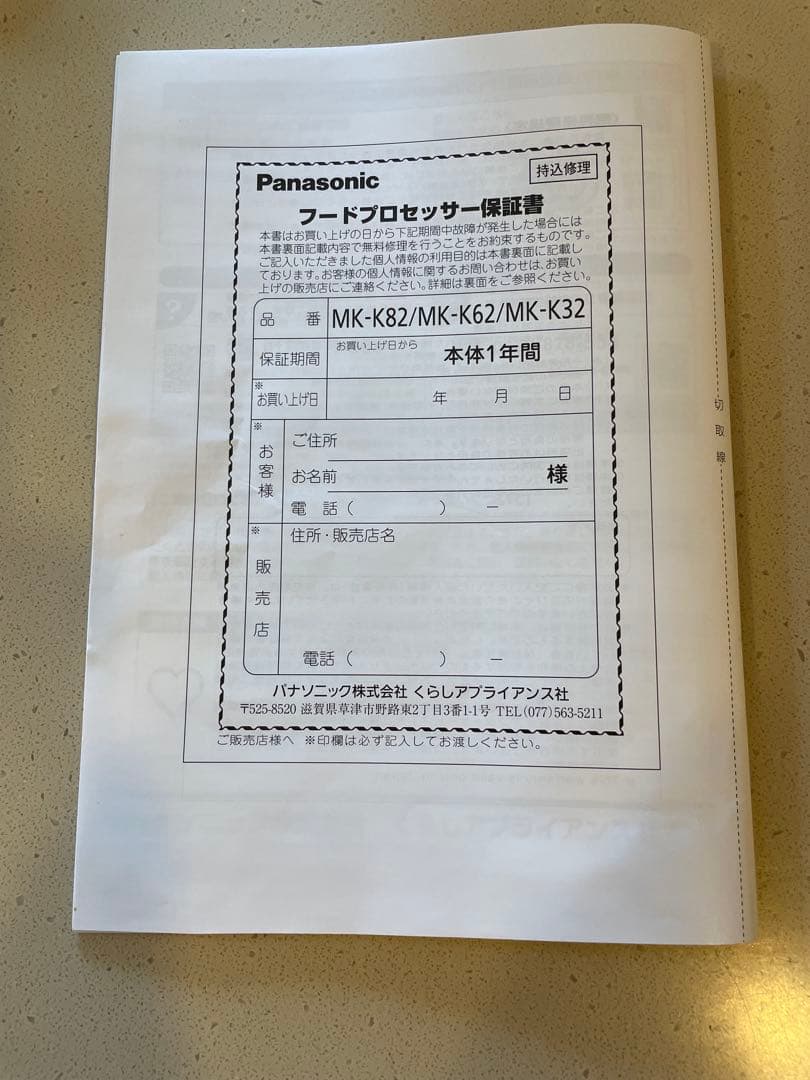 Panasonic
持込修理
フードプロセッサー保証書
本書はお買い上げの日から下記期間中故障が発生した場合には
本書裏面記載内容で無料修理を行うことをお約束するものです。
ご記入いただきました個人情報の利用目的は本書裏面に記載し
ております。お客様の個人情報に関するお問い合わせは、お買い
上げの販売店にご連絡ください。詳細は裏面をご参照ください。
品 番 MK-K82/MK-K62/MK-K32
保証期間 お買い上げ日から 本体1年間
※お買い上げ日 年 月 日
※お客様
ご住所
お名前 様
電 話 ( ) ー
※販売店
住所・販売店名
電話 ( ) ー
パナソニック株式会社 くらしアプライアンス社
〒525-8520 滋賀県草津市野路東2丁目3番1-1号 TEL(077)563-5211
ご販売店様へ ※印欄は必ず記入してお渡しください。
切取線